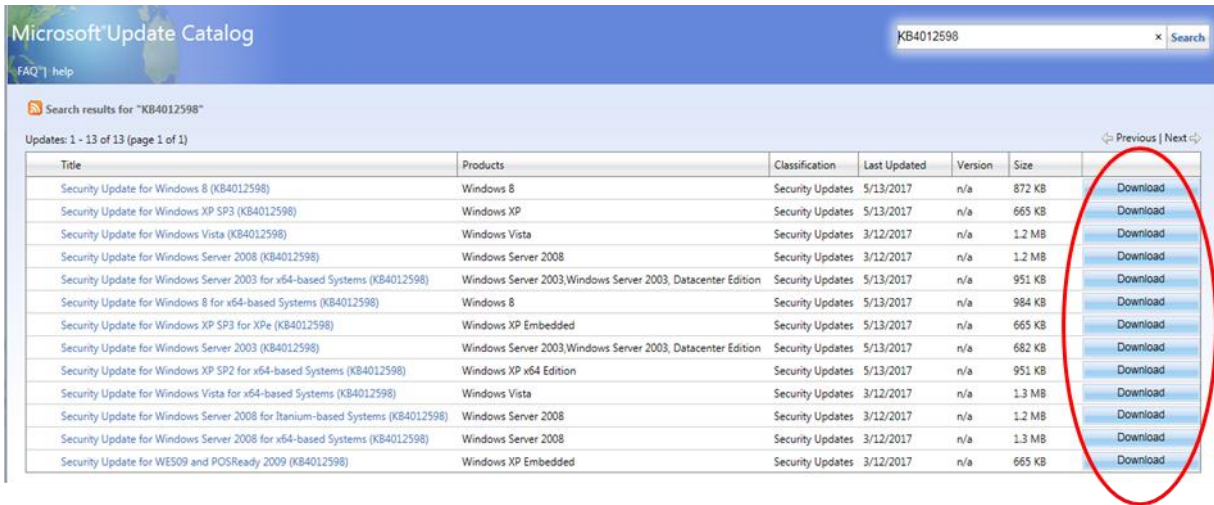 Microsoft® Update Catalog
KB4012598 × Search
FAQ | help
Search results for "KB4012598"
Updates: 1 - 13 of 13 (page 1 of 1) Previous | Next
Title Products Classification Last Updated Version Size
Security Update for Windows 8 (KB4012598) Windows 8 Security Updates 5/13/2017 n/a 872 KB Download
Security Update for Windows XP SP3 (KB4012598) Windows XP Security Updates 5/13/2017 n/a 665 KB Download
Security Update for Windows Vista (KB4012598) Windows Vista Security Updates 3/12/2017 n/a 1.2 MB Download
Security Update for Windows Server 2008 (KB4012598) Windows Server 2008 Security Updates 3/12/2017 n/a 1.2 MB Download
Security Update for Windows Server 2003 for x64-based Systems (KB4012598) Windows Server 2003,Windows Server 2003, Datacenter Edition Security Updates 5/13/2017 n/a 951 KB Download
Security Update for Windows 8 for x64-based Systems (KB4012598) Windows 8 Security Updates 5/13/2017 n/a 984 KB Download
Security Update for Windows XP SP3 for XPe (KB4012598) Windows XP Embedded Security Updates 5/13/2017 n/a 665 KB Download
Security Update for Windows Server 2003 (KB4012598) Windows Server 2003,Windows Server 2003, Datacenter Edition Security Updates 5/13/2017 n/a 682 KB Download
Security Update for Windows XP SP2 for x64-based Systems (KB4012598) Windows XP x64 Edition Security Updates 5/13/2017 n/a 951 KB Download
Security Update for Windows Vista for x64-based Systems (KB4012598) Windows Vista Security Updates 3/12/2017 n/a 1.3 MB Download
Security Update for Windows Server 2008 for Itanium-based Systems (KB4012598) Windows Server 2008 Security Updates 3/12/2017 n/a 1.2 MB Download
Security Update for Windows Server 2008 for x64-based Systems (KB4012598) Windows Server 2008 Security Updates 3/12/2017 n/a 1.3 MB Download
Security Update for WES09 and POSReady 2009 (KB4012598) Windows XP Embedded Security Updates 3/12/2017 n/a 665 KB Download